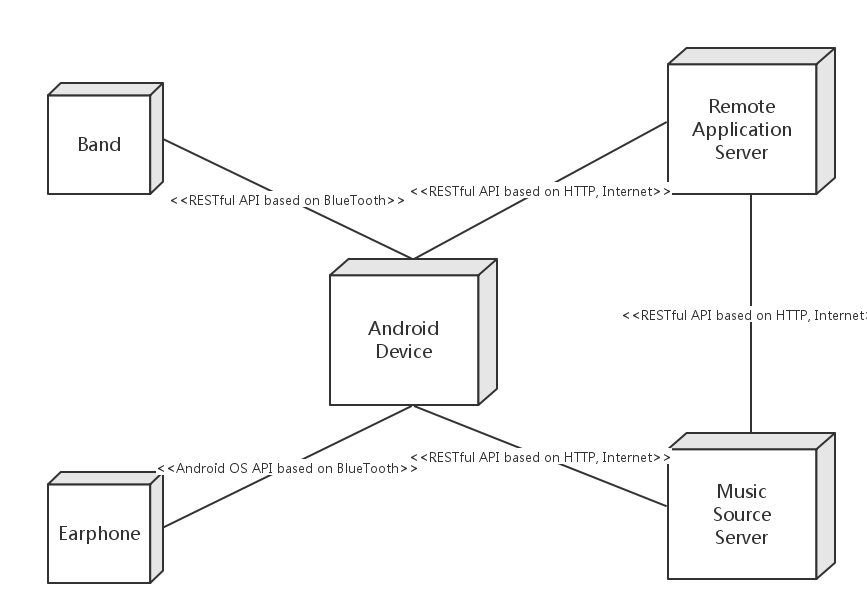 Band
Remote
Application
Server
<<RESTful API based on BlueTooth>>
<<RESTful API based on HTTP, Internet>>
Android
Device
<<RESTful API based on HTTP, Internet>
<<Android OS API based on BlueTooth>>
<<RESTful API based on HTTP, Internet>>
Earphone
Music
Source
Server